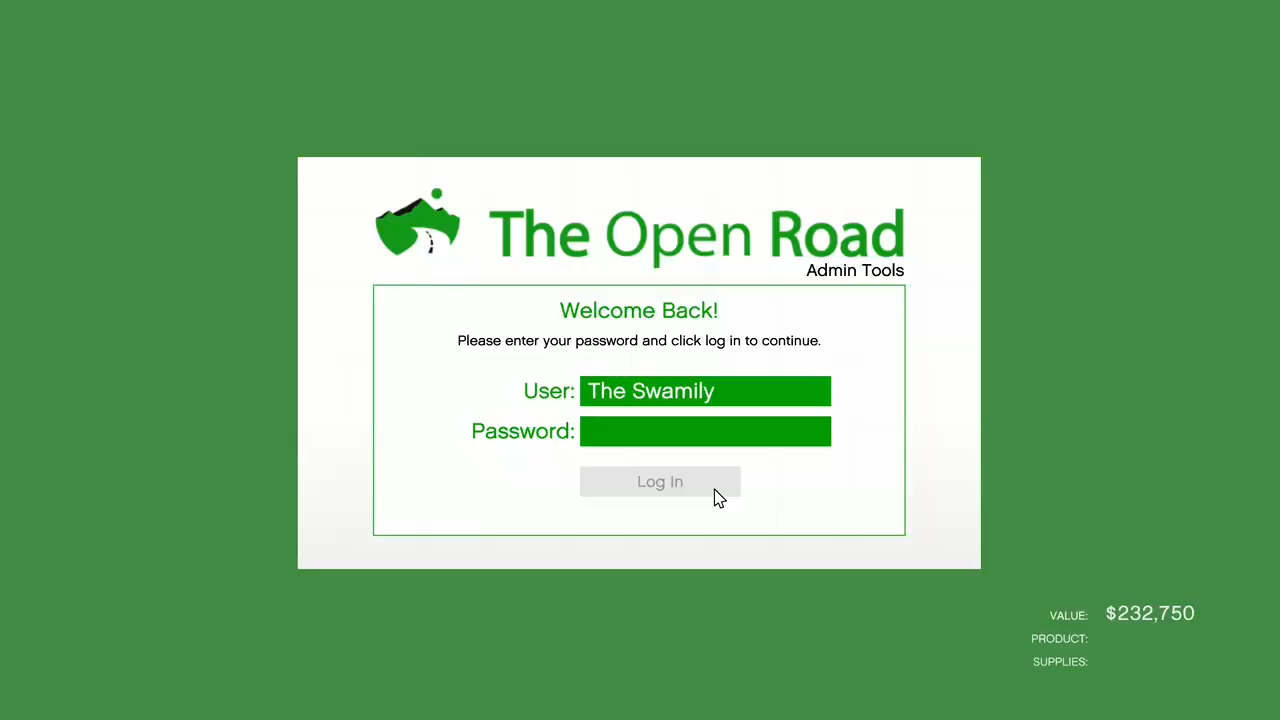 The Open Road
Admin Tools
Welcome Back!
Please enter your password and click log in to continue.
User: The Swamily
Password:
Log In
VALUE: $232,750
PRODUCT:
SUPPLIES: